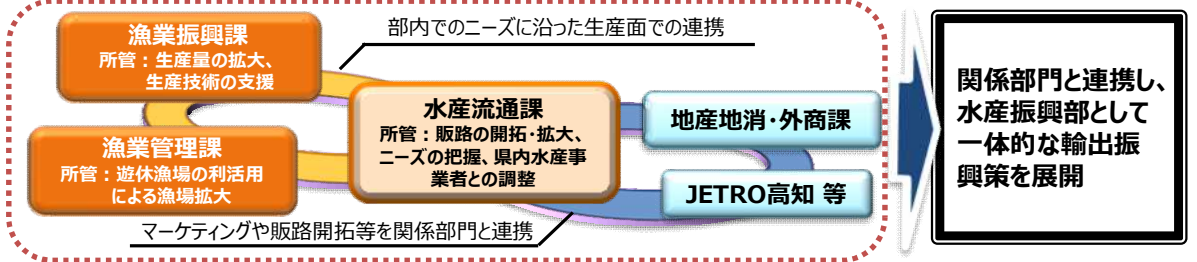 部内でのニーズに沿った生産面での連携
漁業振興課
所管：生産量の拡大、
生産技術の支援
漁業管理課
所管：遊休漁場の利活用
による漁場拡大
水産流通課
所管：販路の開拓・拡大、
ニーズの把握、県内水産事
業者との調整
地産地消・外商課
JETRO高知 等
マーケティングや販路開拓等を関係部門と連携
関係部門と連携し、
水産振興部として
一体的な輸出振
興策を展開